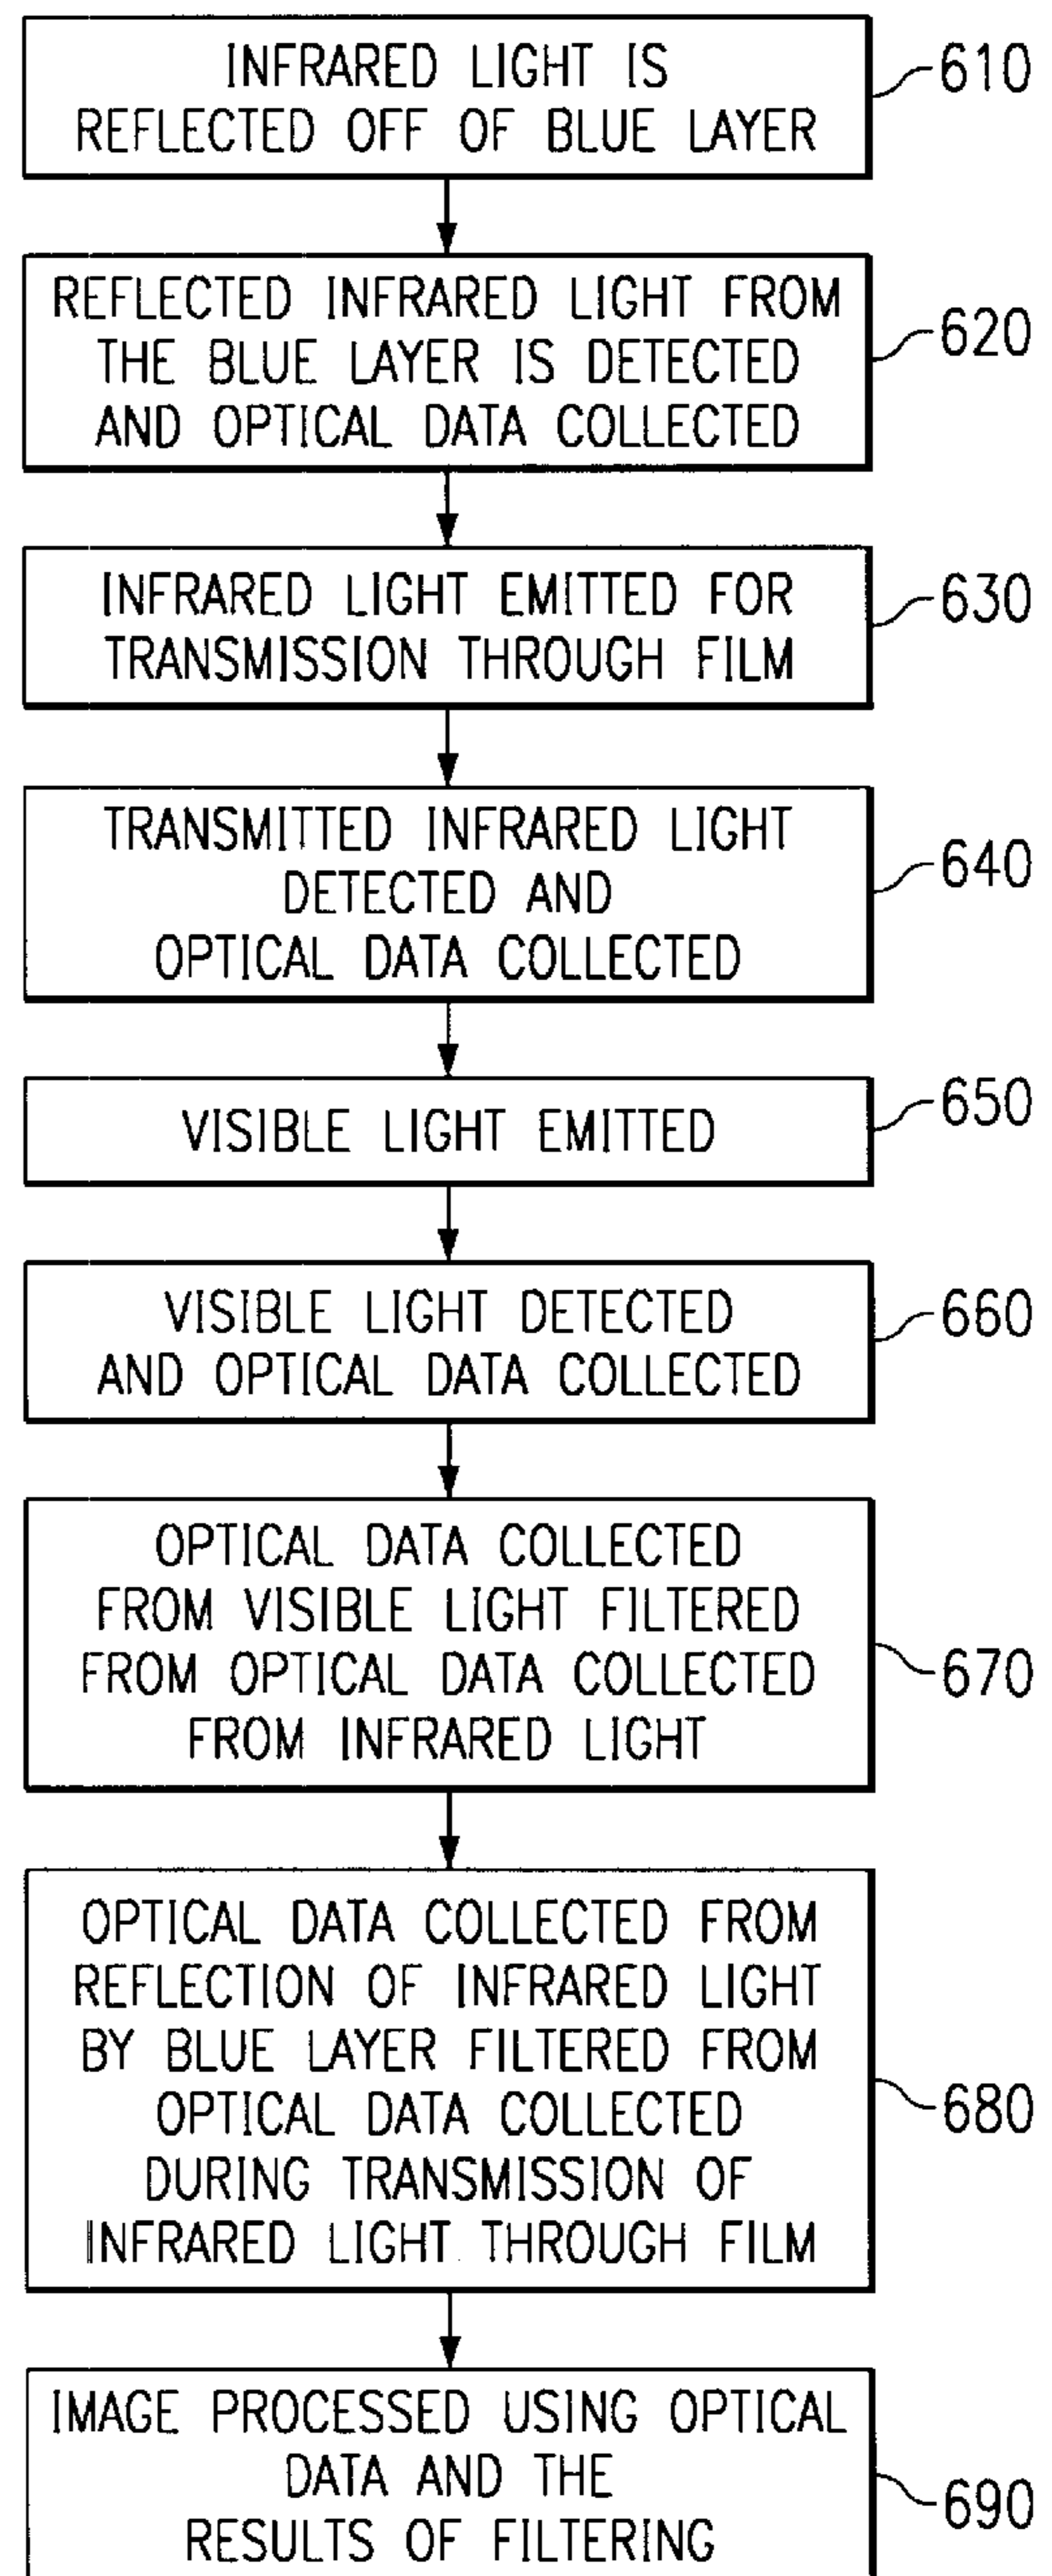 INFRARED LIGHT IS
REFLECTED OFF OF BLUE LAYER
610
REFLECTED INFRARED LIGHT FROM
THE BLUE LAYER IS DETECTED
AND OPTICAL DATA COLLECTED
620
INFRARED LIGHT EMITTED FOR
TRANSMISSION THROUGH FILM
630
TRANSMITTED INFRARED LIGHT
DETECTED AND
OPTICAL DATA COLLECTED
640
VISIBLE LIGHT EMITTED
650
VISIBLE LIGHT DETECTED
AND OPTICAL DATA COLLECTED
660
OPTICAL DATA COLLECTED
FROM VISIBLE LIGHT FILTERED
FROM OPTICAL DATA COLLECTED
FROM INFRARED LIGHT
670
OPTICAL DATA COLLECTED FROM
REFLECTION OF INFRARED LIGHT
BY BLUE LAYER FILTERED FROM
OPTICAL DATA COLLECTED
DURING TRANSMISSION OF
INFRARED LIGHT THROUGH FILM
680
IMAGE PROCESSED USING OPTICAL
DATA AND THE
RESULTS OF FILTERING
690